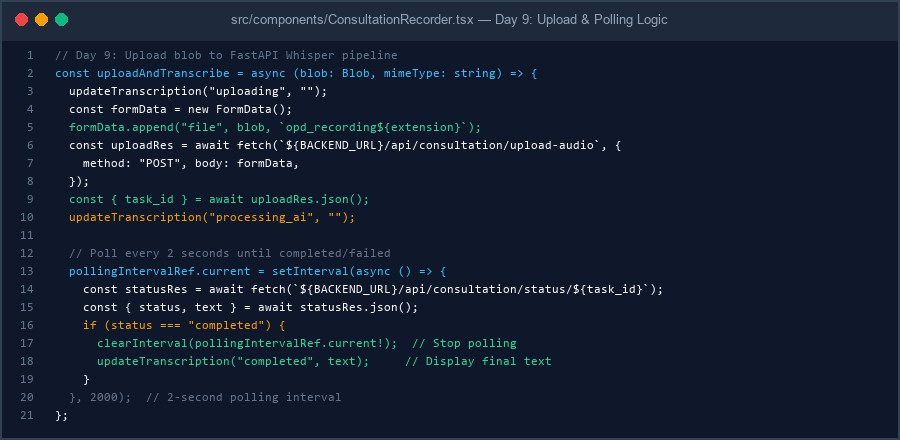 src/components/ConsultationRecorder.tsx — Day 9: Upload & Polling Logic
1 // Day 9: Upload blob to FastAPI Whisper pipeline
2 const uploadAndTranscribe = async (blob: Blob, mimeType: string) => {
3   updateTranscription("uploading", "");
4   const formData = new FormData();
5   formData.append("file", blob, `opd_recording${extension}`);
6   const uploadRes = await fetch(`${BACKEND_URL}/api/consultation/upload-audio`, {
7     method: "POST", body: formData,
8   });
9   const { task_id } = await uploadRes.json();
10   updateTranscription("processing_ai", "");
11
12   // Poll every 2 seconds until completed/failed
13   pollingIntervalRef.current = setInterval(async () => {
14     const statusRes = await fetch(`${BACKEND_URL}/api/consultation/status/${task_id}`);
15     const { status, text } = await statusRes.json();
16     if (status === "completed") {
17       clearInterval(pollingIntervalRef.current!);  // Stop polling
18       updateTranscription("completed", text);     // Display final text
19     }
20   }, 2000);  // 2-second polling interval
21 };